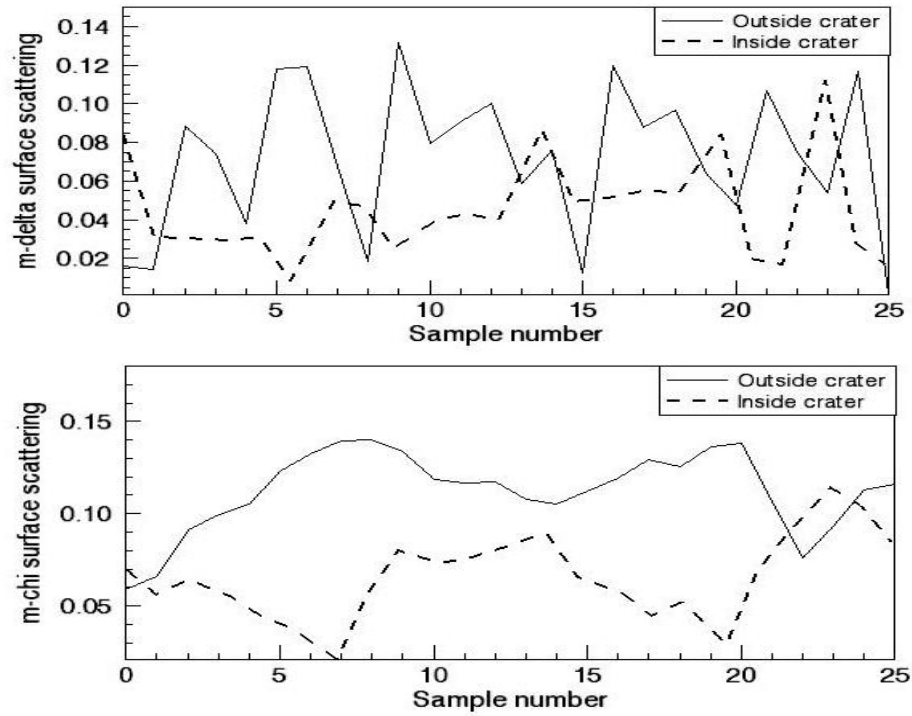 m-delta surface scattering
0.14
0.12
0.10
0.08
0.06
0.04
0.02
Outside crater
Inside crater
0 5 10 15 20 25
Sample number
m-chi surface scattering
0.15
0.10
0.05
Outside crater
Inside crater
0 5 10 15 20 25
Sample number